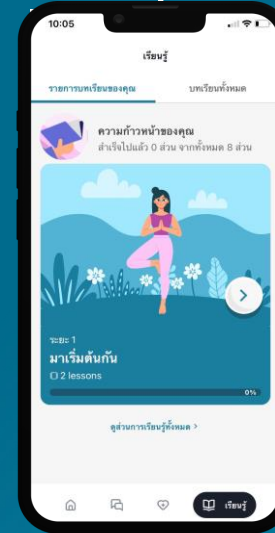 10:05
เรียนรู้
รายการบทเรียนของคุณ
บทเรียนทั้งหมด
ความก้าวหน้าของคุณ
สำเร็จไปแล้ว 0 ส่วน จากทั้งหมด 8 ส่วน
ระยะ 1
มาเริ่มต้นกัน
2 lessons
0%
ดูส่วนการเรียนรู้ทั้งหมด >
เรียนรู้